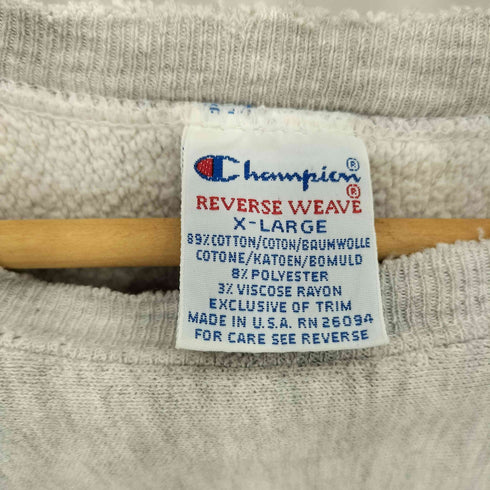 Champion®
REVERSE WEAVE®
X-LARGE
89% COTTON/COTON/BAUMWOLLE
COTONE/KATOEN/BOMULD
8% POLYESTER
3% VISCOSE RAYON
EXCLUSIVE OF TRIM
MADE IN U.S.A. RN 26094
FOR CARE SEE REVERSE